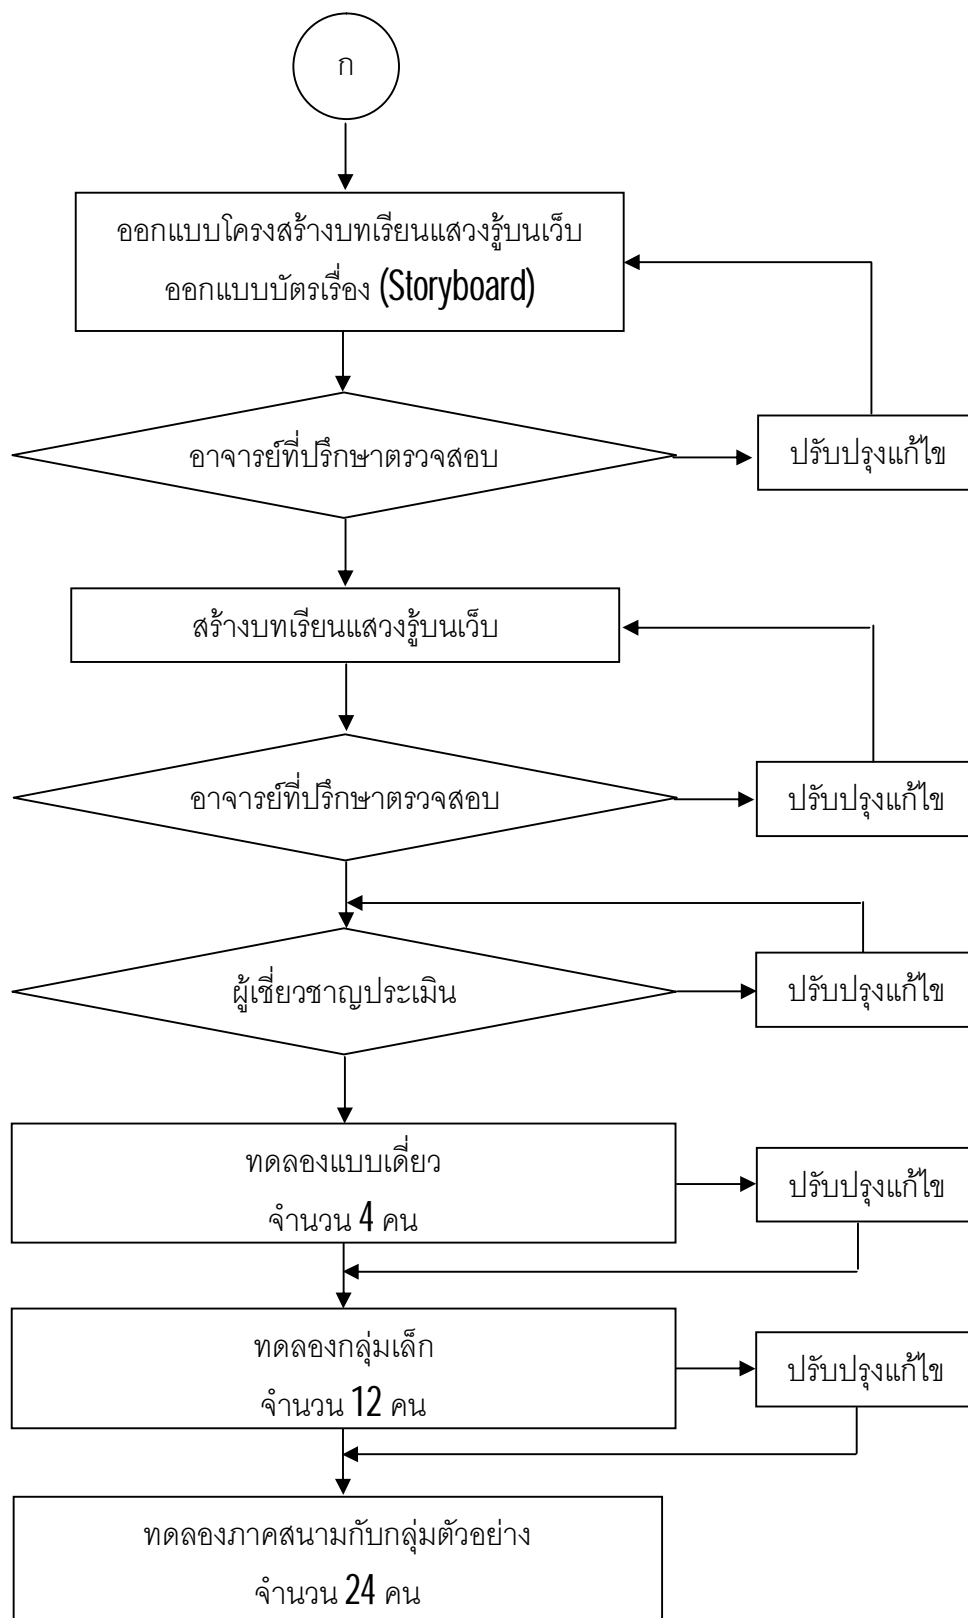 ก
ออกแบบโครงสร้างบทเรียนแสวงรู้บนเว็บ
ออกแบบบัตรเรื่อง (Storyboard)
อาจารย์ที่ปรึกษาตรวจสอบ
ปรับปรุงแก้ไข
สร้างบทเรียนแสวงรู้บนเว็บ
อาจารย์ที่ปรึกษาตรวจสอบ
ปรับปรุงแก้ไข
ผู้เชี่ยวชาญประเมิน
ปรับปรุงแก้ไข
ทดลองแบบเดี่ยว
จำนวน 4 คน
ปรับปรุงแก้ไข
ทดลองกลุ่มเล็ก
จำนวน 12 คน
ปรับปรุงแก้ไข
ทดลองภาคสนามกับกลุ่มตัวอย่าง
จำนวน 24 คน